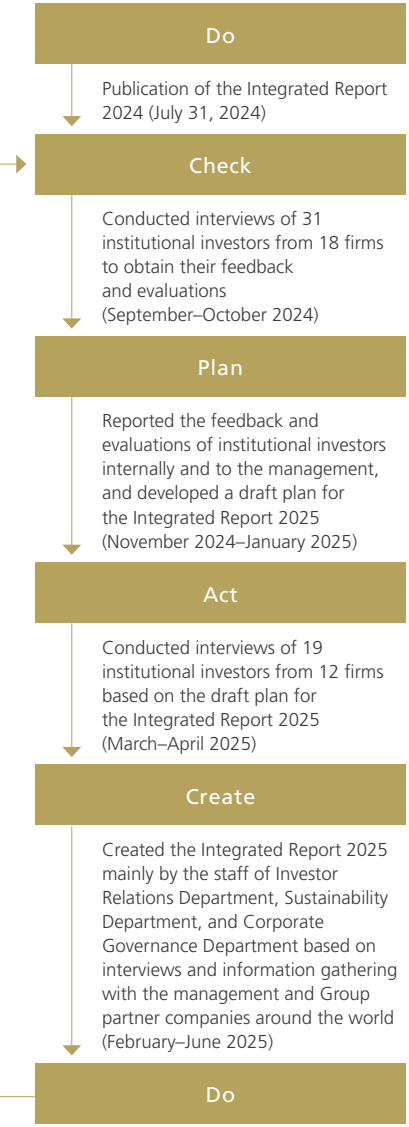 Do
Publication of the Integrated Report
2024 (July 31, 2024)
Check
Conducted interviews of 31
institutional investors from 18 firms
to obtain their feedback
and evaluations
(September–October 2024)
Plan
Reported the feedback and
evaluations of institutional investors
internally and to the management,
and developed a draft plan for
the Integrated Report 2025
(November 2024–January 2025)
Act
Conducted interviews of 19
institutional investors from 12 firms
based on the draft plan for
the Integrated Report 2025
(March–April 2025)
Create
Created the Integrated Report 2025
mainly by the staff of Investor
Relations Department, Sustainability
Department, and Corporate
Governance Department based on
interviews and information gathering
with the management and Group
partner companies around the world
(February–June 2025)
Do